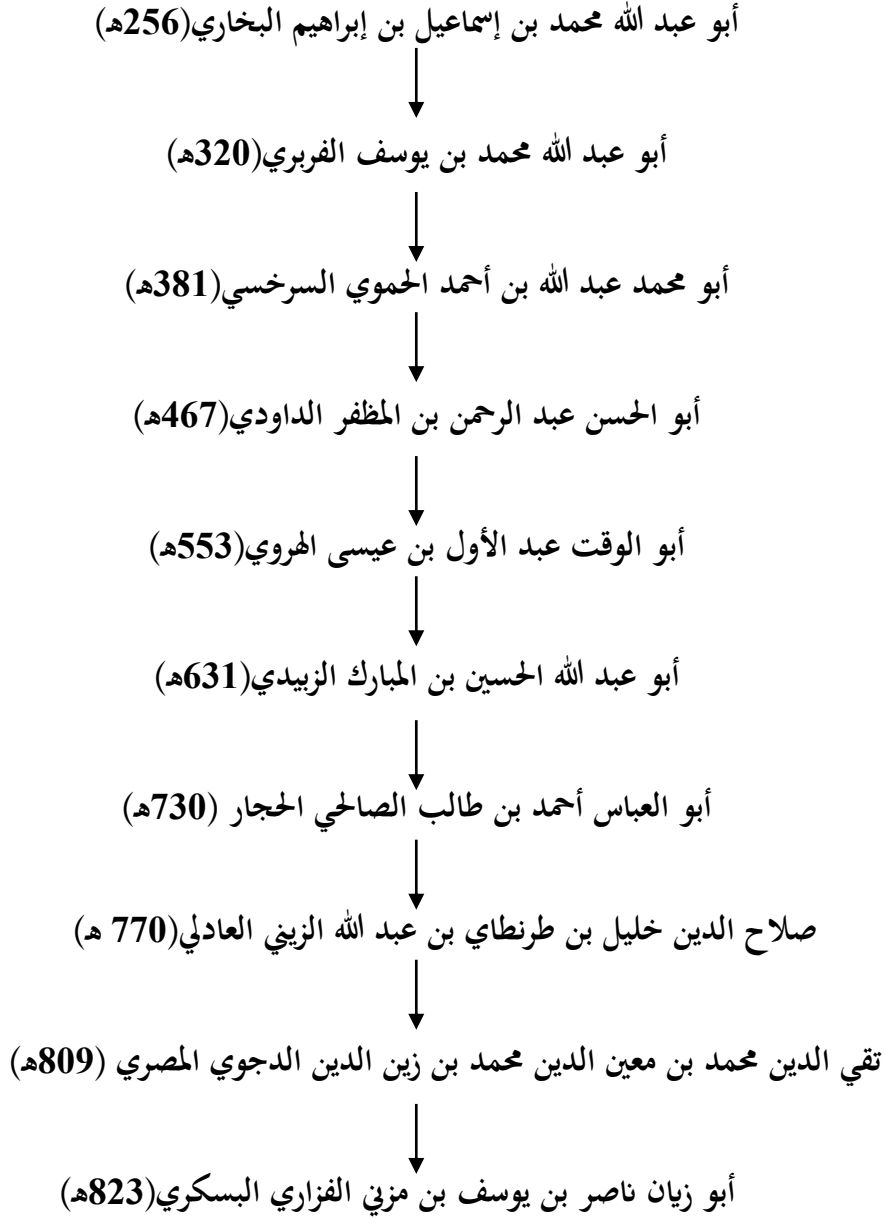 أبو عبد الله محمد بن إسماعيل بن إبراهيم البخاري(256هـ)
أبو عبد الله محمد بن يوسف الفربري(320هـ)
أبو محمد عبد الله بن أحمد الحموي السرخسي(381هـ)
أبو الحسن عبد الرحمن بن المظفر الداودي(467هـ)
أبو الوقت عبد الأول بن عيسى الهروي(553هـ)
أبو عبد الله الحسين بن المبارك الزبيدي(631هـ)
أبو العباس أحمد بن طالب الصالحي الحجار (730هـ)
صلاح الدين خليل بن طرنطاي بن عبد الله الزيني العادلي(770 هـ)
تقي الدين محمد بن معين الدين محمد بن زين الدين الدجوي المصري (809هـ)
أبو زيان ناصر بن يوسف بن مزني الفزاري البسكري(823هـ)